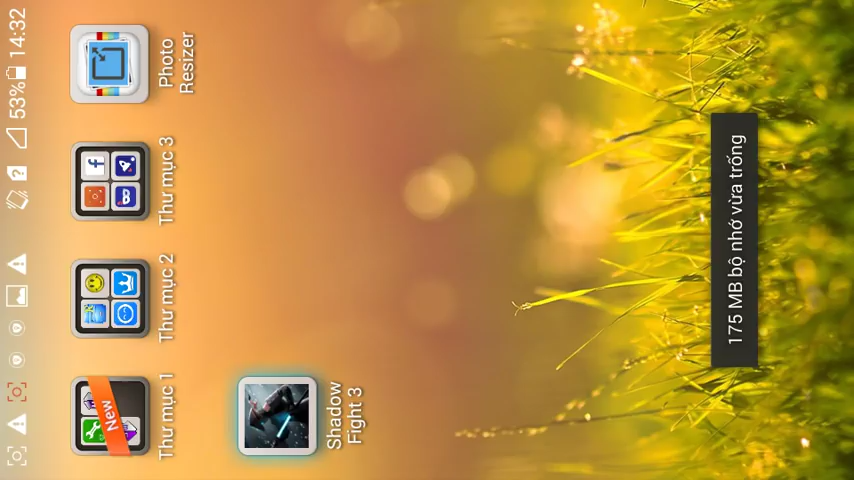 53% 14:32
New
Thư mục 1
Thư mục 2
Thư mục 3
Photo
Resizer
Shadow
Fight 3
175 MB bộ nhớ vừa trống